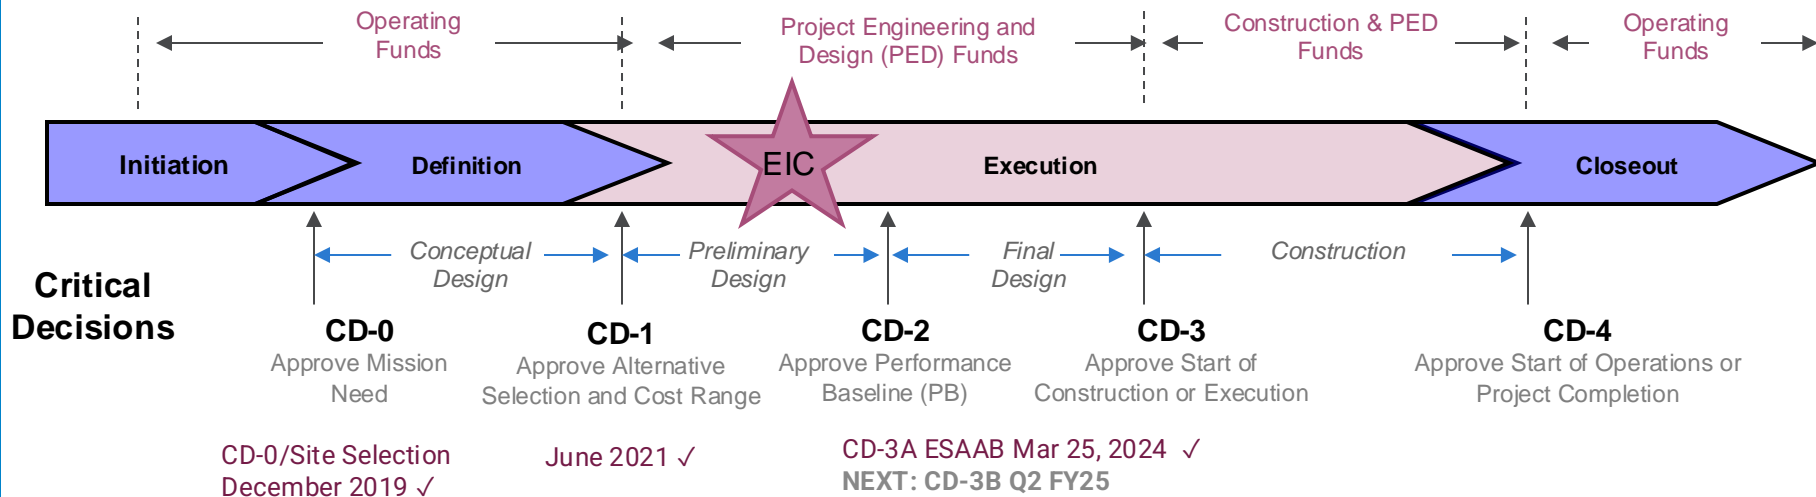 Operating
Funds
Project Engineering and
Design (PED) Funds
Construction & PED
Funds
Operating
Funds
Initiation
Definition
EIC
Execution
Closeout
Conceptual
Design
Preliminary
Design
Final
Design
Construction
Critical
Decisions
CD-0
Approve Mission
Need
CD-1
Approve Alternative
Selection and Cost Range
CD-2
Approve Performance
Baseline (PB)
CD-3
Approve Start of
Construction or Execution
CD-4
Approve Start of Operations or
Project Completion
CD-0/Site Selection
December 2019 ✓
June 2021 ✓
CD-3A ESAAB Mar 25, 2024 ✓
NEXT: CD-3B Q2 FY25